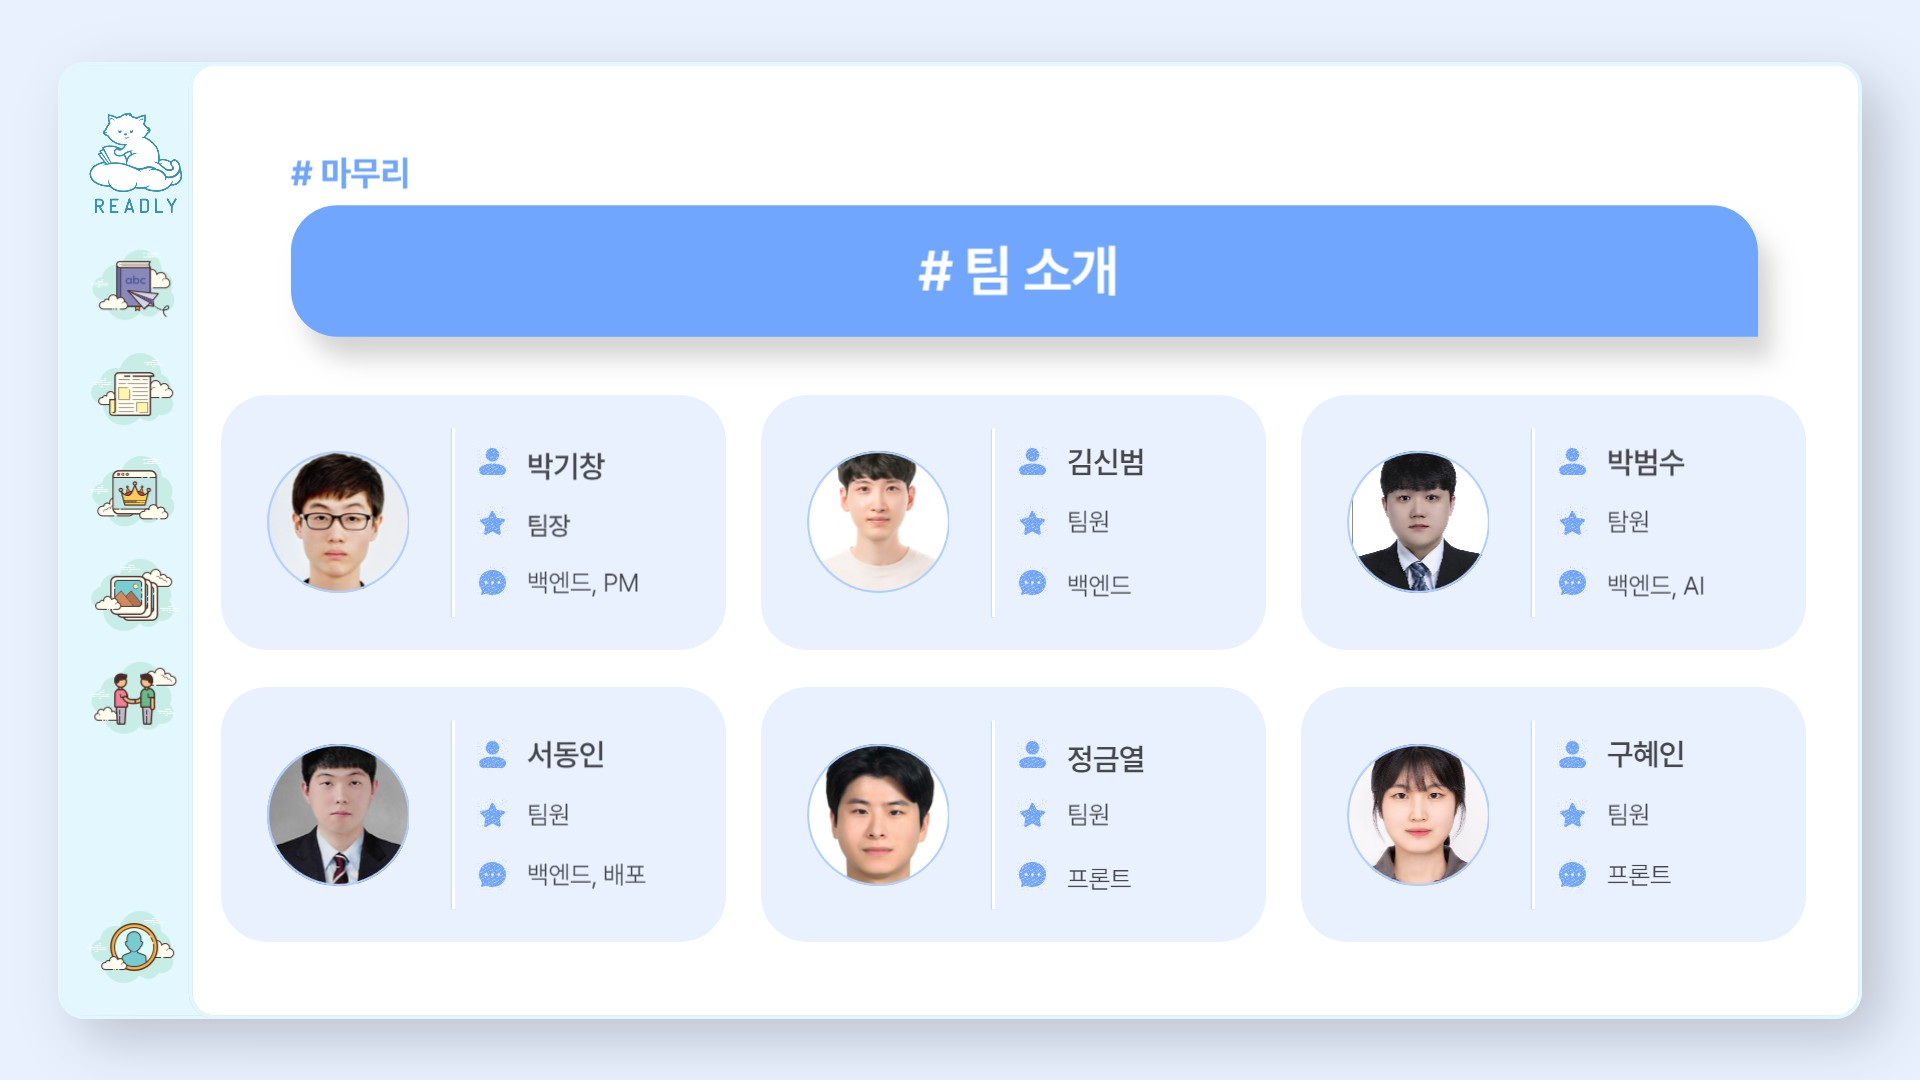 READLY
abc
# 마무리
# 팀 소개
박기창
팀장
백엔드, PM
김신범
팀원
백엔드
박범수
탐원
백엔드, AI
서동인
팀원
백엔드, 배포
정금열
팀원
프론트
구혜인
팀원
프론트